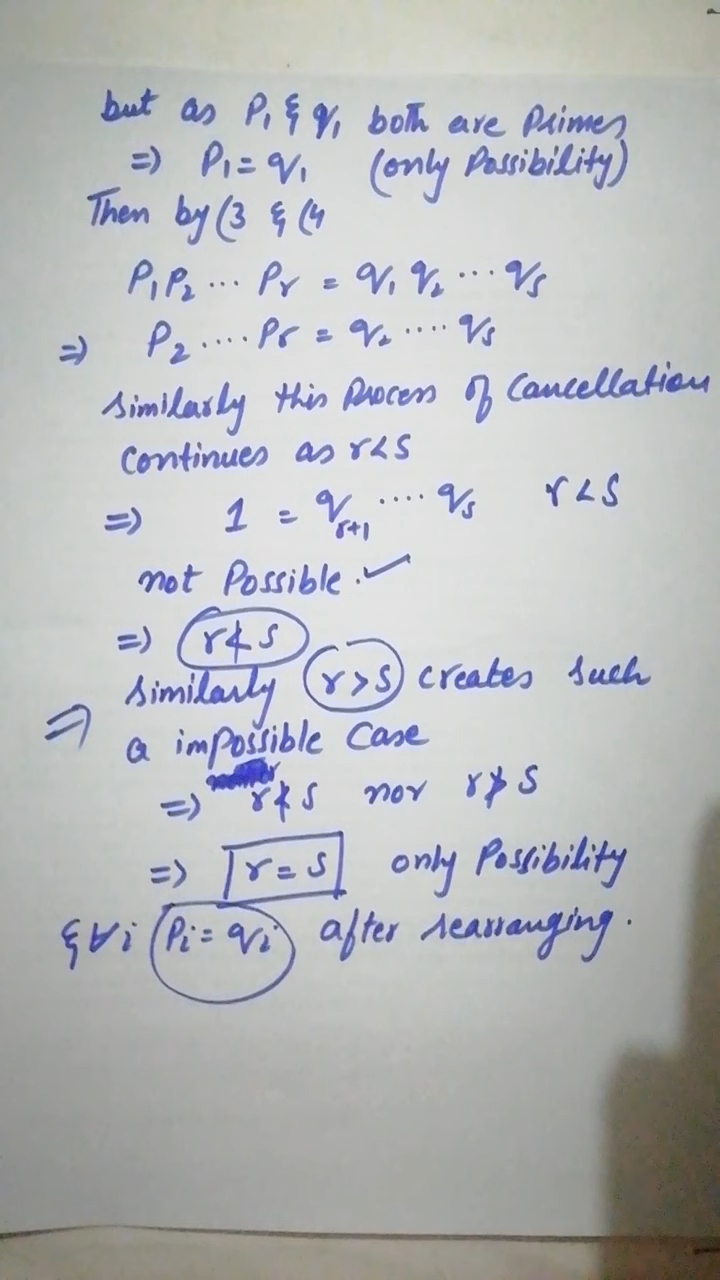 but as P₁ & q₁ both are Primes
=> P₁ = q₁ (only Possibility)
Then by (3 & (4
P₁P₂ ... Pr = q₁ q₂ ... qs
=> P₂ .... Pr = q₂ .... qs
Similarly this Process of Cancellation
Continues as r<s
=> 1 = qr+1 .... qs r<s
not Possible. ✓
=> r≮s
=> Similarly r>s creates such
a impossible Case
=> r≮s nor r≯s
=> r=s only Possibility
& ∀i Pi = qi after rearranging.